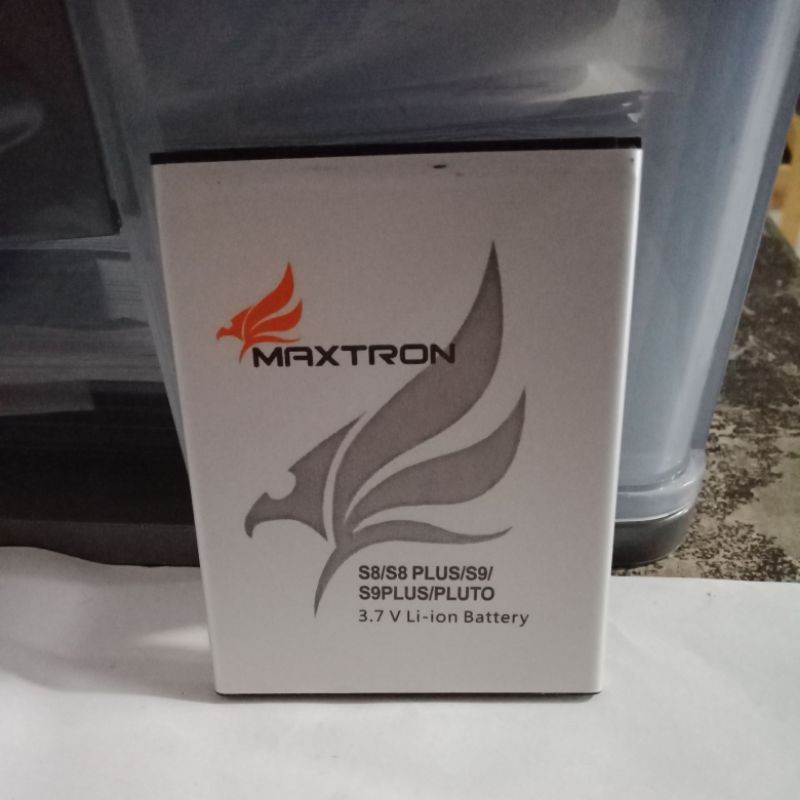 MAXTRON
S8/S8 PLUS/S9/
S9PLUS/PLUTO
3.7 V Li-ion Battery